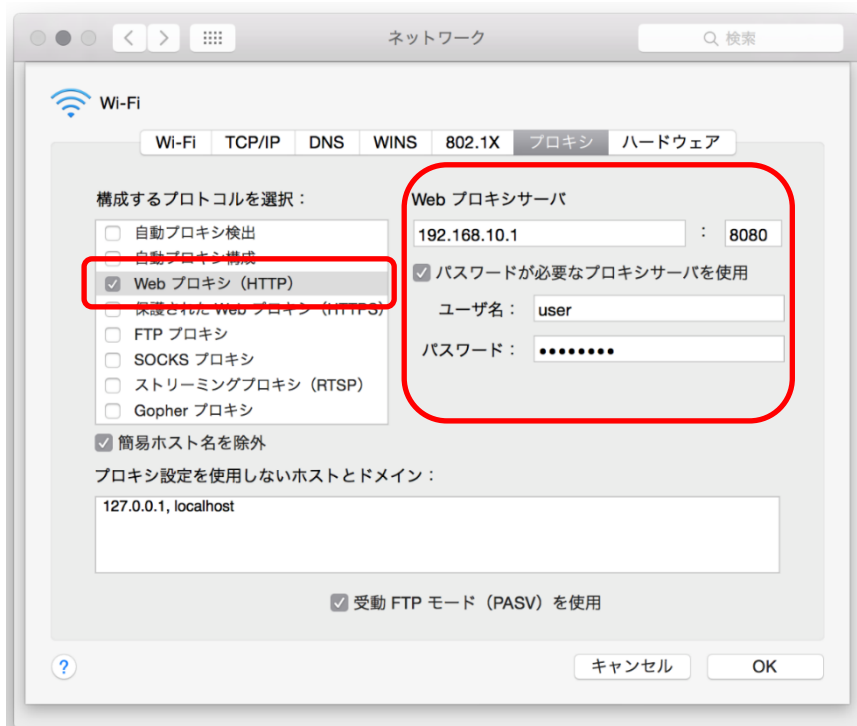 ネットワーク
検索
Wi-Fi
Wi-Fi TCP/IP DNS WINS 802.1X プロキシ ハードウェア
構成するプロトコルを選択：
自動プロキシ検出
自動プロキシ構成
Web プロキシ（HTTP）
保護された Web プロキシ（HTTPS）
FTP プロキシ
SOCKS プロキシ
ストリーミングプロキシ（RTSP）
Gopher プロキシ
Web プロキシサーバ
192.168.10.1 : 8080
パスワードが必要なプロキシサーバを使用
ユーザ名： user
パスワード： ●●●●●●●●
簡易ホスト名を除外
プロキシ設定を使用しないホストとドメイン：
127.0.0.1, localhost
受動 FTP モード（PASV）を使用
?
キャンセル OK